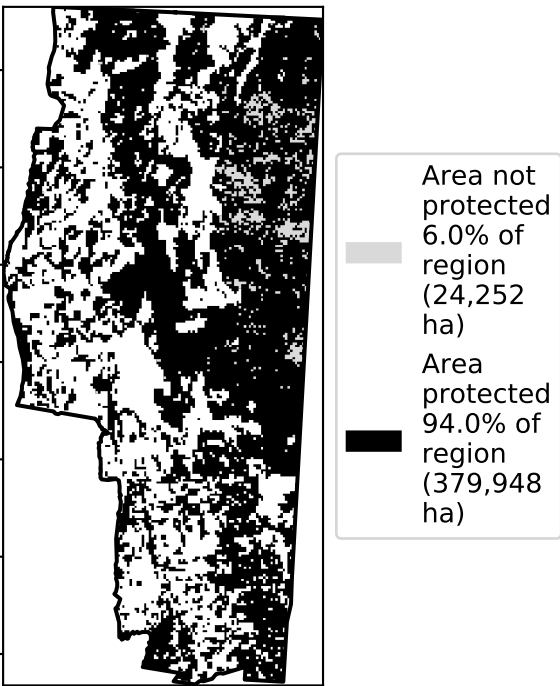 Area not
protected
6.0% of
region
(24,252
ha)
Area
protected
94.0% of
region
(379,948
ha)